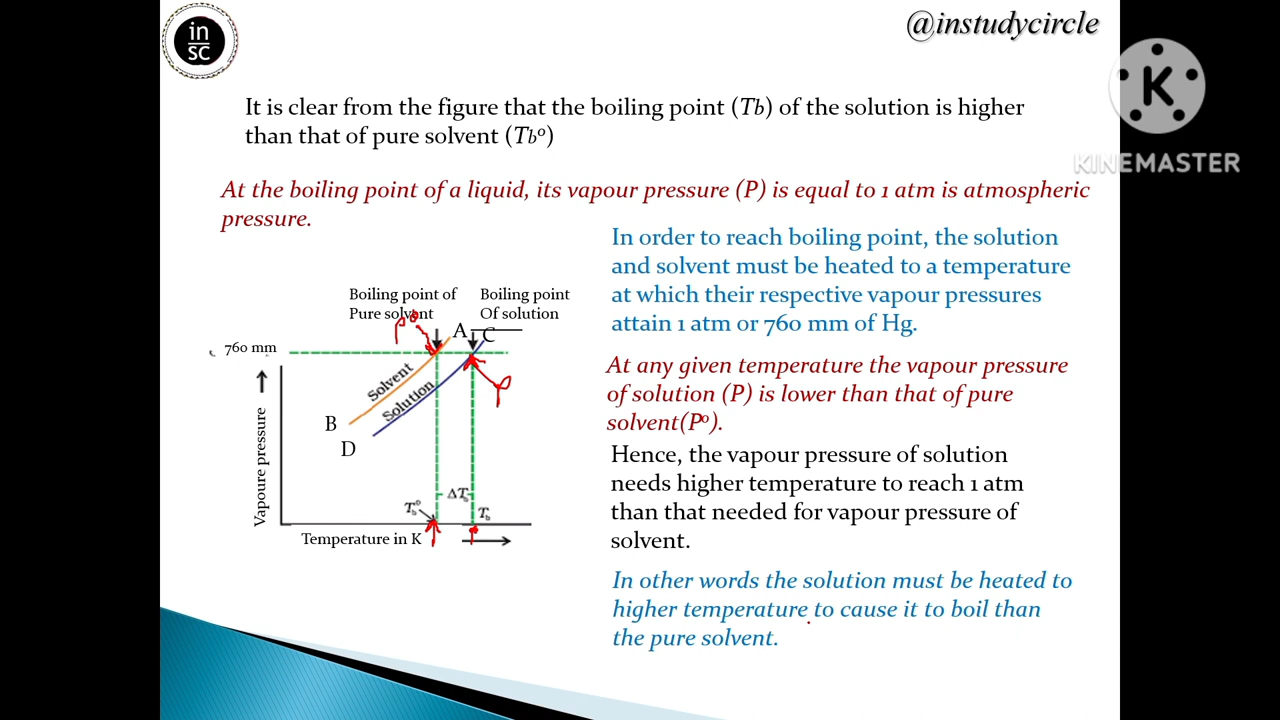 in
SC
@instudycircle
K
KINEMASTER
It is clear from the figure that the boiling point (Tb) of the solution is higher
than that of pure solvent (Tb⁰)
At the boiling point of a liquid, its vapour pressure (P) is equal to 1 atm is atmospheric
pressure.
In order to reach boiling point, the solution
and solvent must be heated to a temperature
at which their respective vapour pressures
attain 1 atm or 760 mm of Hg.
At any given temperature the vapour pressure
of solution (P) is lower than that of pure
solvent(P⁰).
Hence, the vapour pressure of solution
needs higher temperature to reach 1 atm
than that needed for vapour pressure of
solvent.
In other words the solution must be heated to
higher temperature to cause it to boil than
the pure solvent.
Boiling point of
Pure solvent
Boiling point
Of solution
P⁰
A
C
760 mm
Solvent
Solution
P
B
D
Vapoure pressure
ΔTb
Tb⁰
Tb
Temperature in K